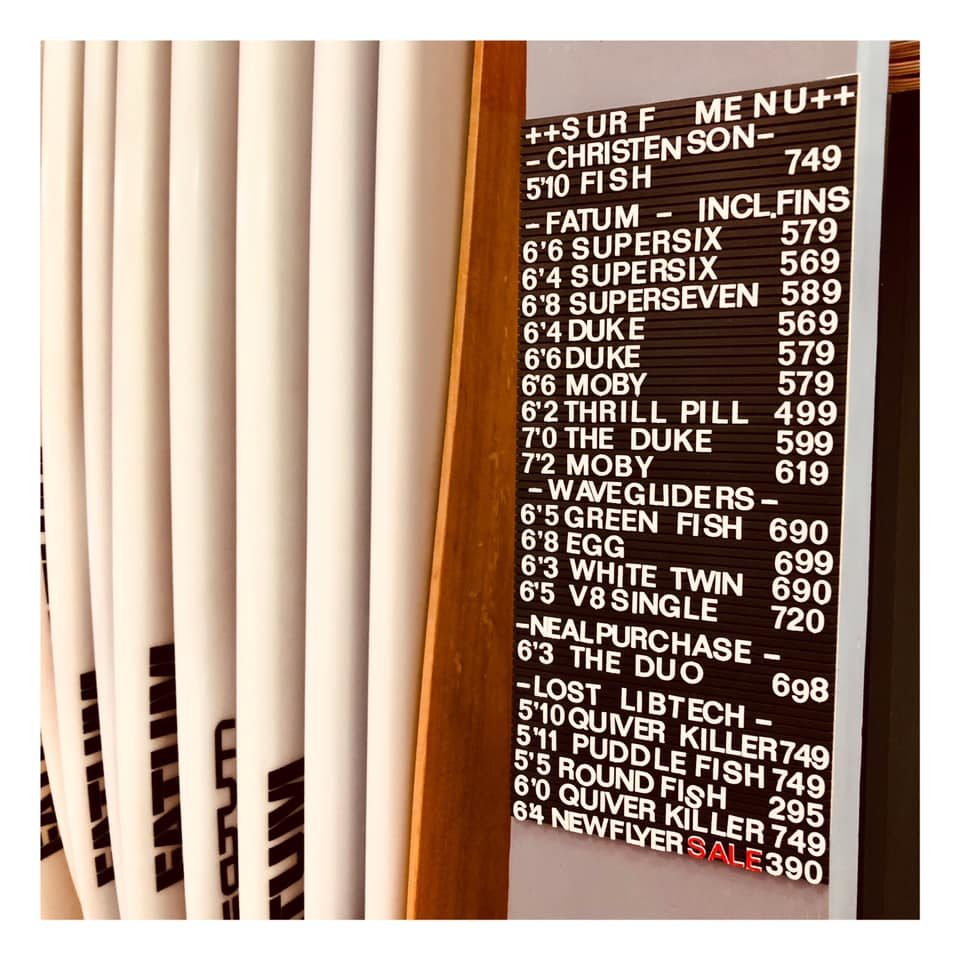 ++SURF MENU++
-CHRISTENSON-
5'10 FISH 749
-FATUM - INCL.FINS
6'6 SUPERSIX 579
6'4 SUPERSIX 569
6'8 SUPERSEVEN 589
6'4 DUKE 569
6'6 DUKE 579
6'6 MOBY 579
6'2 THRILL PILL 499
7'0 THE DUKE 599
7'2 MOBY 619
-WAVEGLIDERS-
6'5 GREEN FISH 690
6'8 EGG 699
6'3 WHITE TWIN 690
6'5 V8 SINGLE 720
-NEALPURCHASE-
6'3 THE DUO 698
-LOST LIBTECH-
5'10 QUIVER KILLER 749
5'11 PUDDLE FISH 749
5'5 ROUND FISH 295
6'0 QUIVER KILLER 749
6'4 NEWFLYER SALE 390
FATUM
FATUM
FATUM
TUM